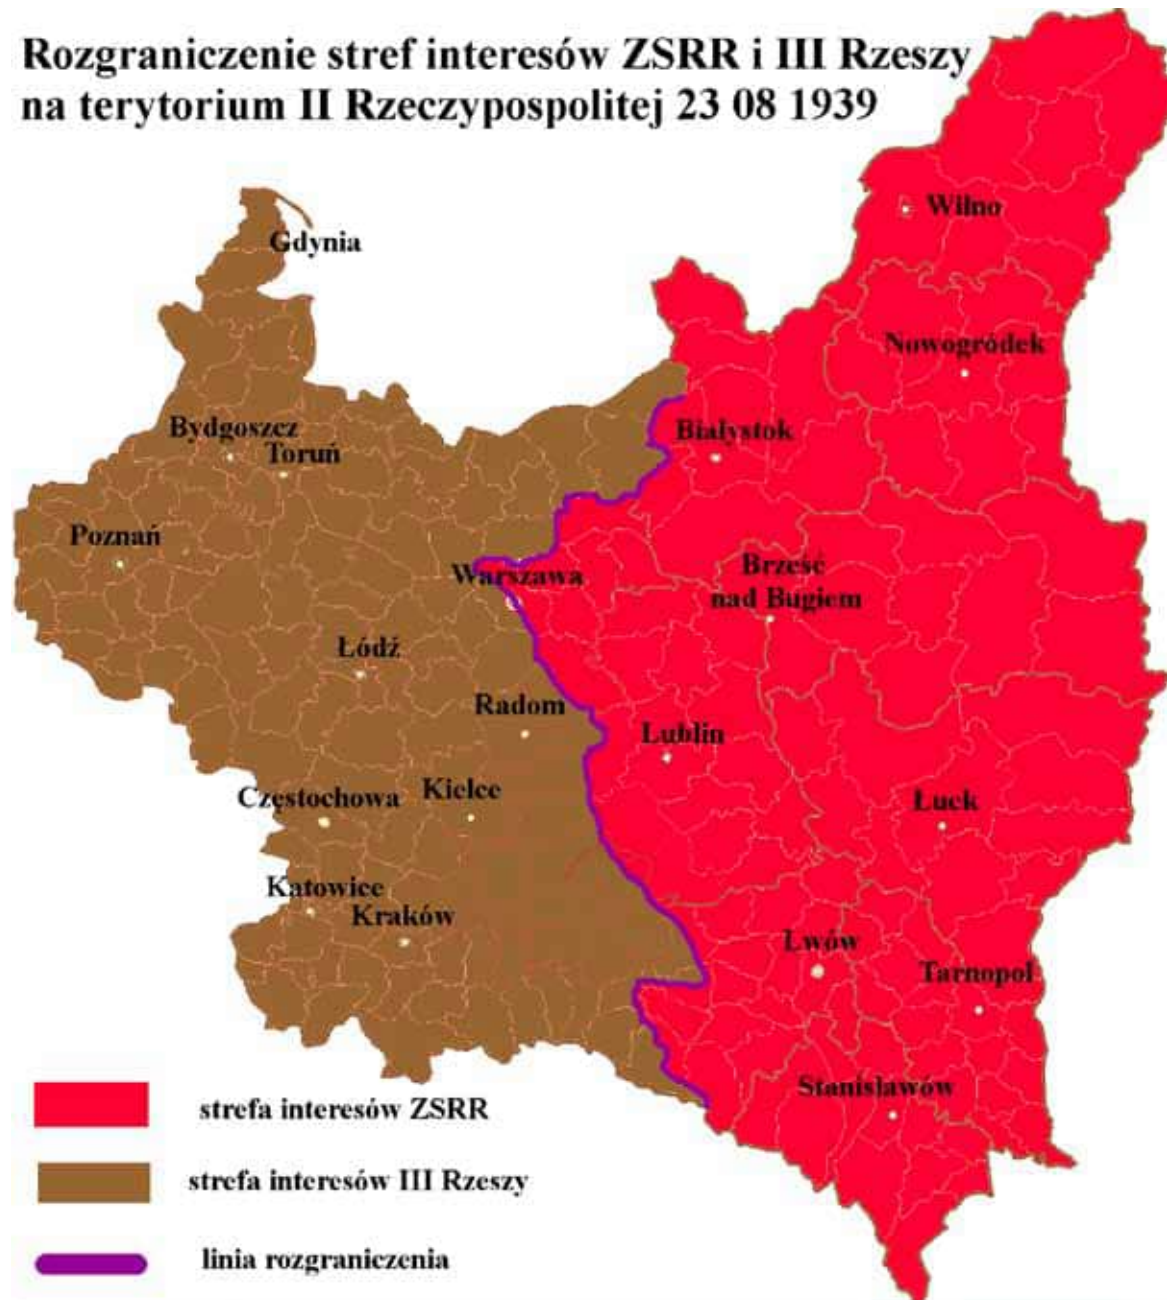 Rozgraniczenie stref interesów ZSRR i III Rzeszy
na terytorium II Rzeczypospolitej 23 08 1939
Wilno
Gdynia
Nowogródek
Bydgoszcz
Toruń
Białystok
Poznań
Warszawa
Brześć
nad Bugiem
Łódź
Radom
Lublin
Częstochowa
Kielce
Łuck
Katowice
Kraków
Lwów
Tarnopol
Stanisławów
strefa interesów ZSRR
strefa interesów III Rzeszy
linia rozgraniczenia